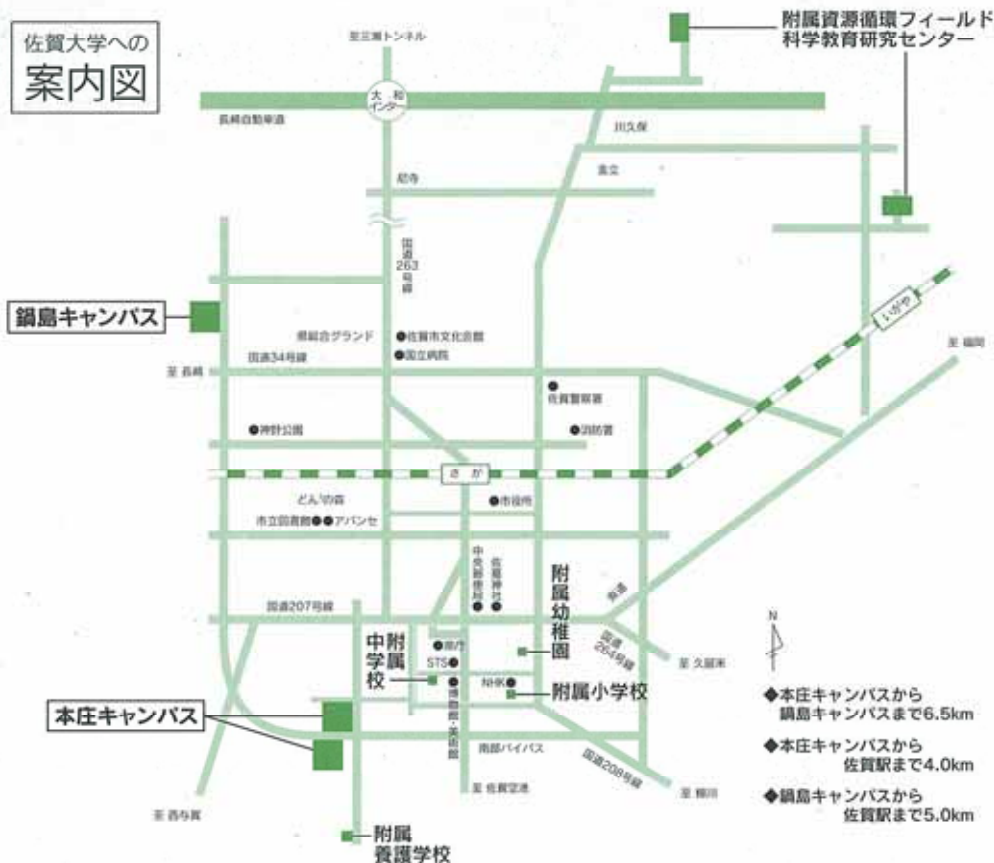 佐賀大学への
案内図
至三瀬トンネル
附属資源循環フィールド
科学教育研究センター
大和
インター
長崎自動車道
川久保
金立
尼寺
国道263号線
鍋島キャンパス
県総合グランド
佐賀市文化会館
国立病院
国道34号線
至 長崎
いがや
至 福岡
佐賀警察署
神野公園
消防署
さが
どん3の森
市役所
市立図書館
アバンセ
中央郵便局
佐嘉神社
附属幼稚園
国道207号線
国道264号線
至 久留米
附属
中学校
県庁
STS
NHK
附属小学校
博物館・美術館
本庄キャンパス
南部バイパス
国道208号線
至 佐賀空港
至 柳川
至 西与賀
附属
養護学校
N
◆本庄キャンパスから
鍋島キャンパスまで6.5km
◆本庄キャンパスから
佐賀駅まで4.0km
◆鍋島キャンパスから
佐賀駅まで5.0km